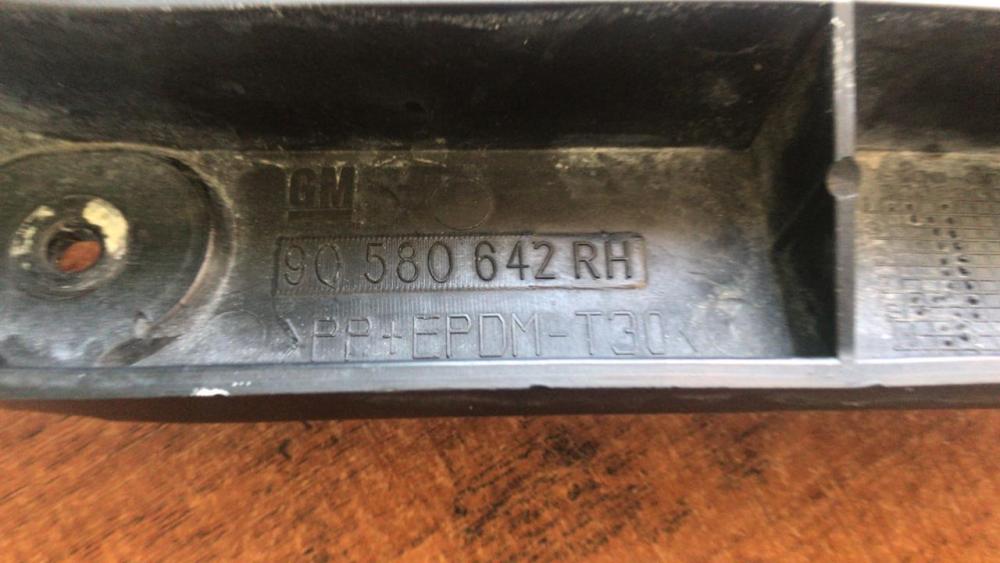 GM
90 580 642 RH
>PP+EPDM-T30<